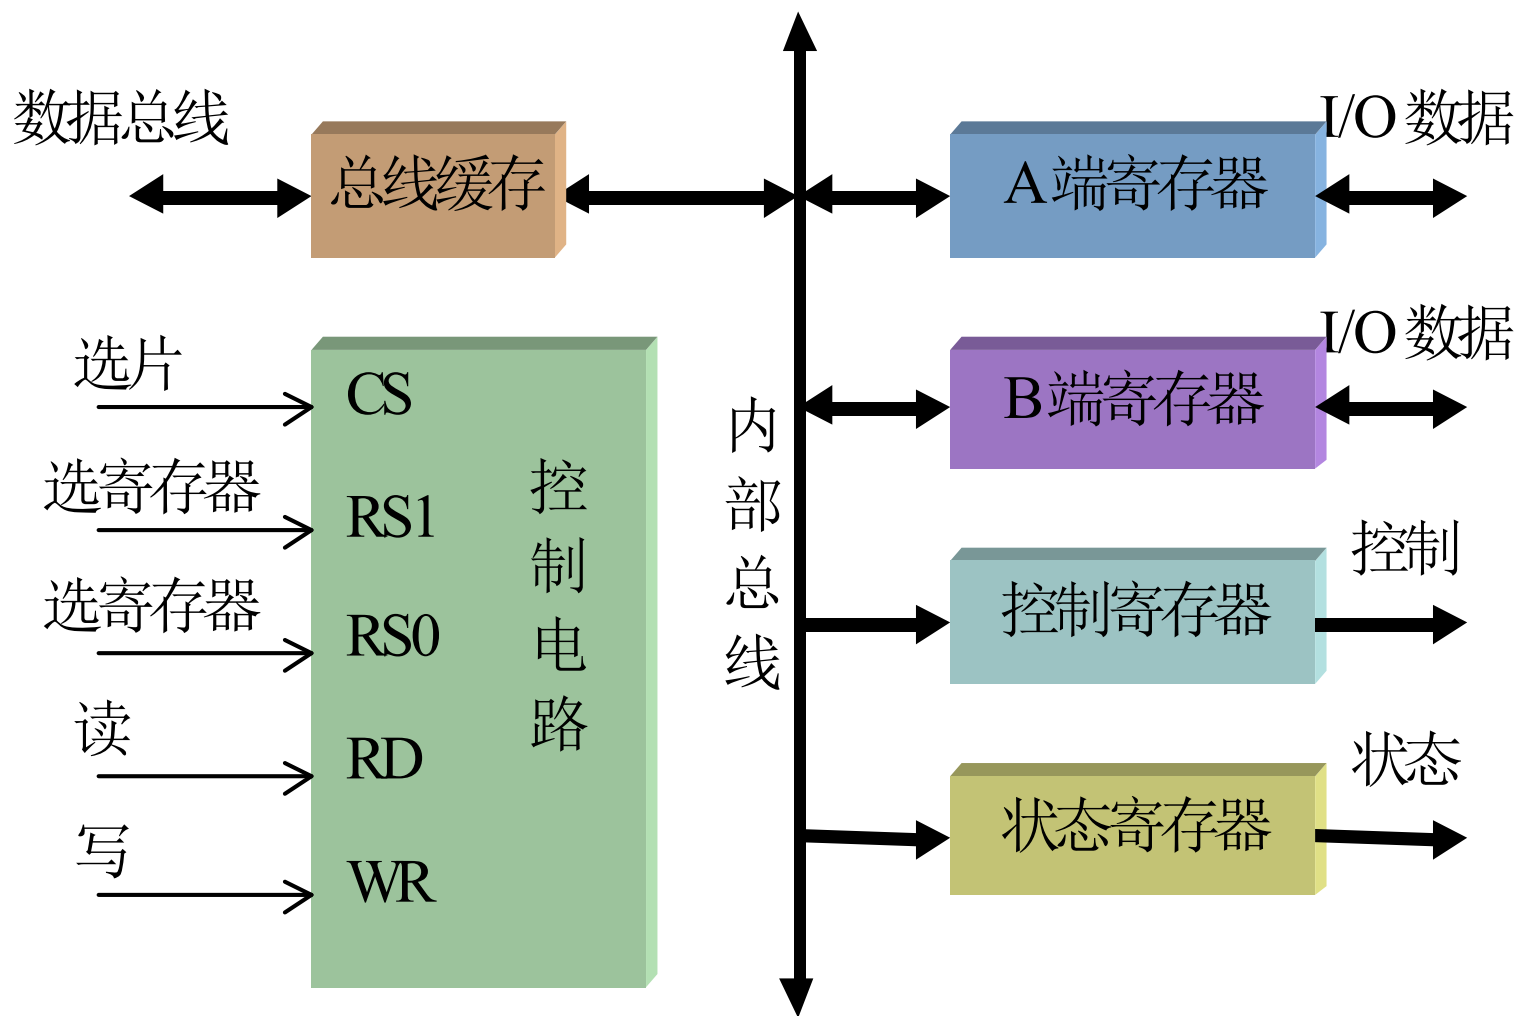 数据总线
总线缓存
A 端寄存器
I/O 数据
选片
CS
选寄存器
RS1
选寄存器
RS0
读
RD
写
WR
控制电路
内部总线
B 端寄存器
I/O 数据
控制寄存器
控制
状态寄存器
状态